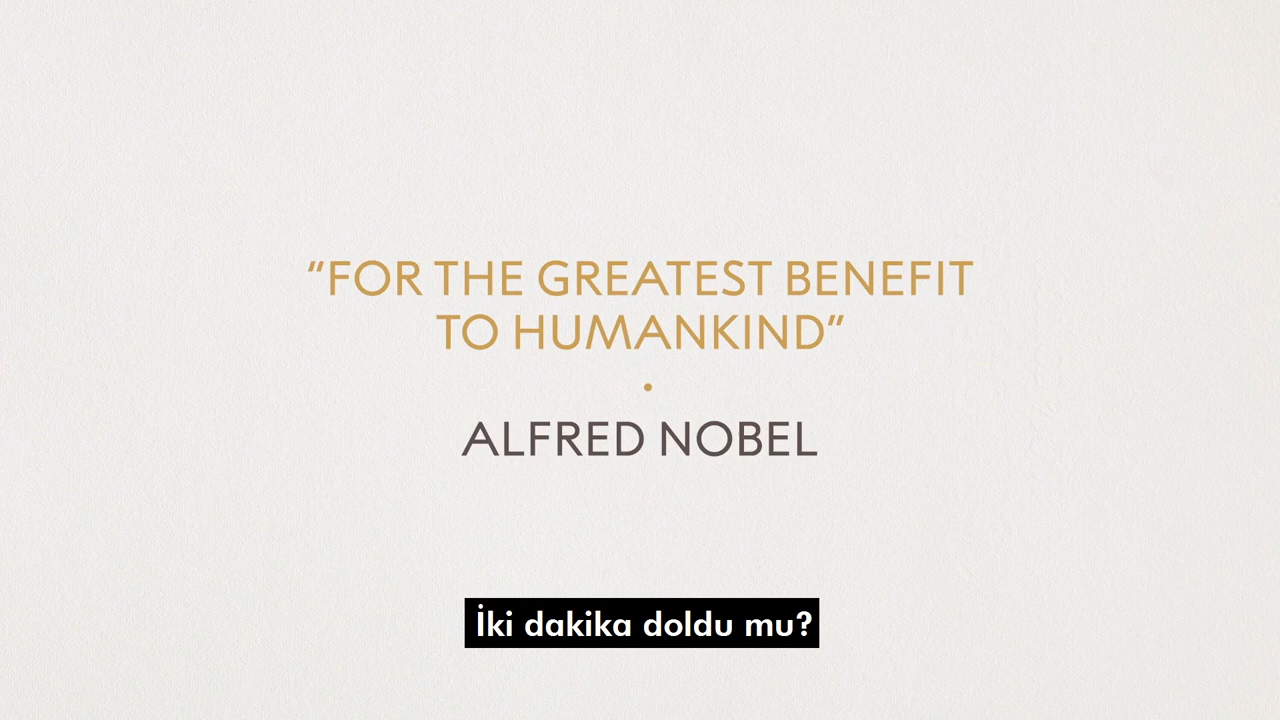 “FOR THE GREATEST BENEFIT
TO HUMANKIND”
•
ALFRED NOBEL
İki dakika doldu mu?